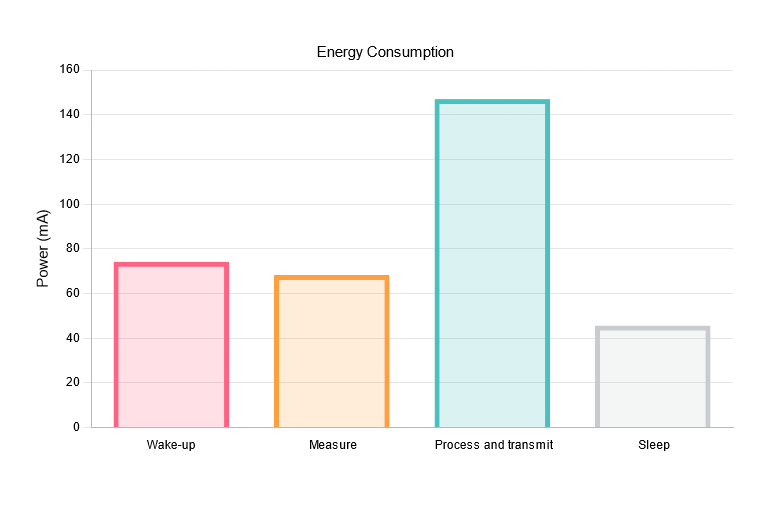 Energy Consumption
160
140
120
100
80
60
40
20
0
Power (mA)
Wake-up
Measure
Process and transmit
Sleep